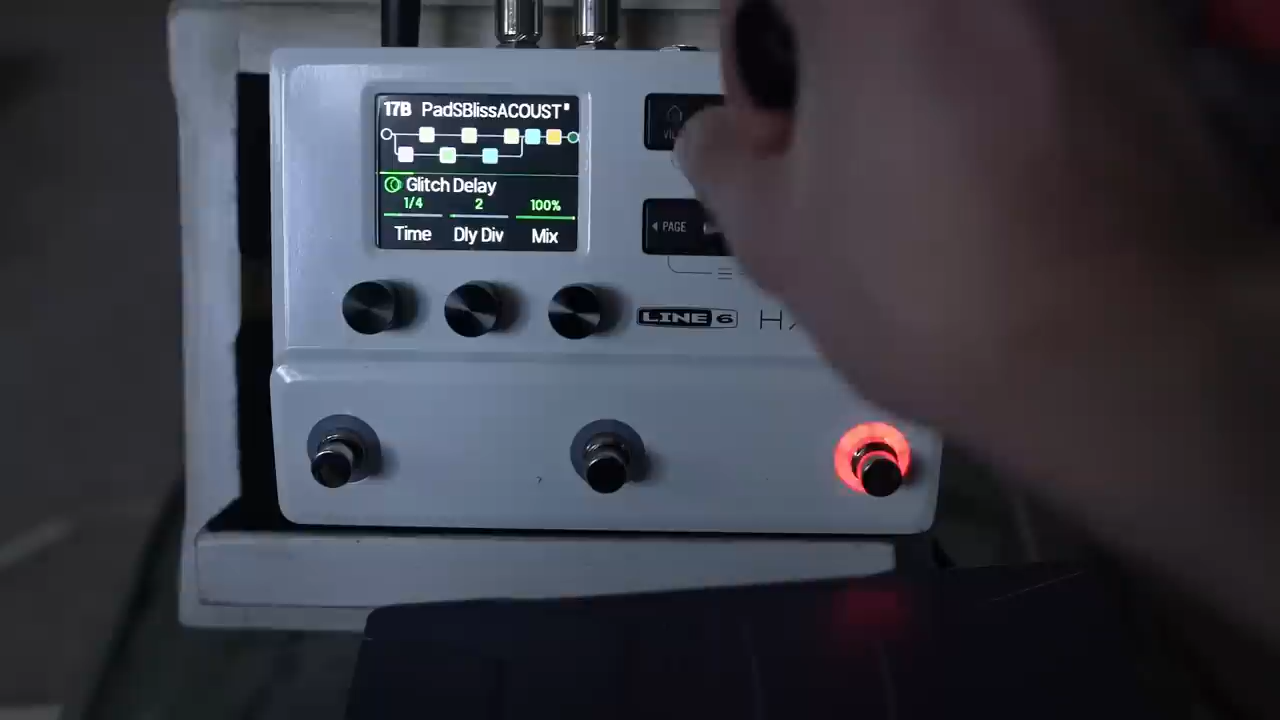 17B PadSBlissACOUST
Glitch Delay
1/4 2 100%
Time Dly Div Mix
PAGE
LINE 6